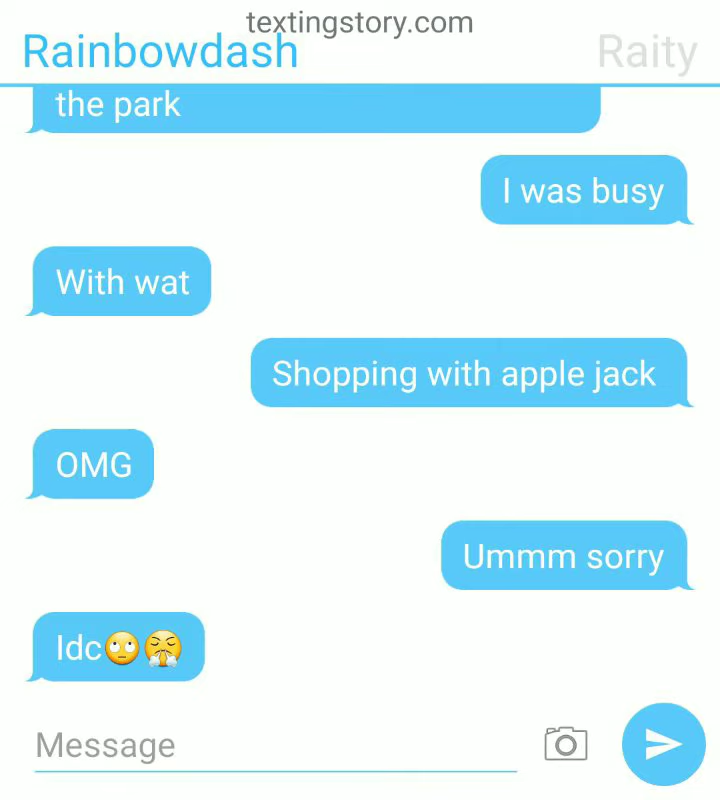 textingstory.com
Rainbowdash
Raity
the park
I was busy
With wat
Shopping with apple jack
OMG
Ummm sorry
Idc🙄😤
Message